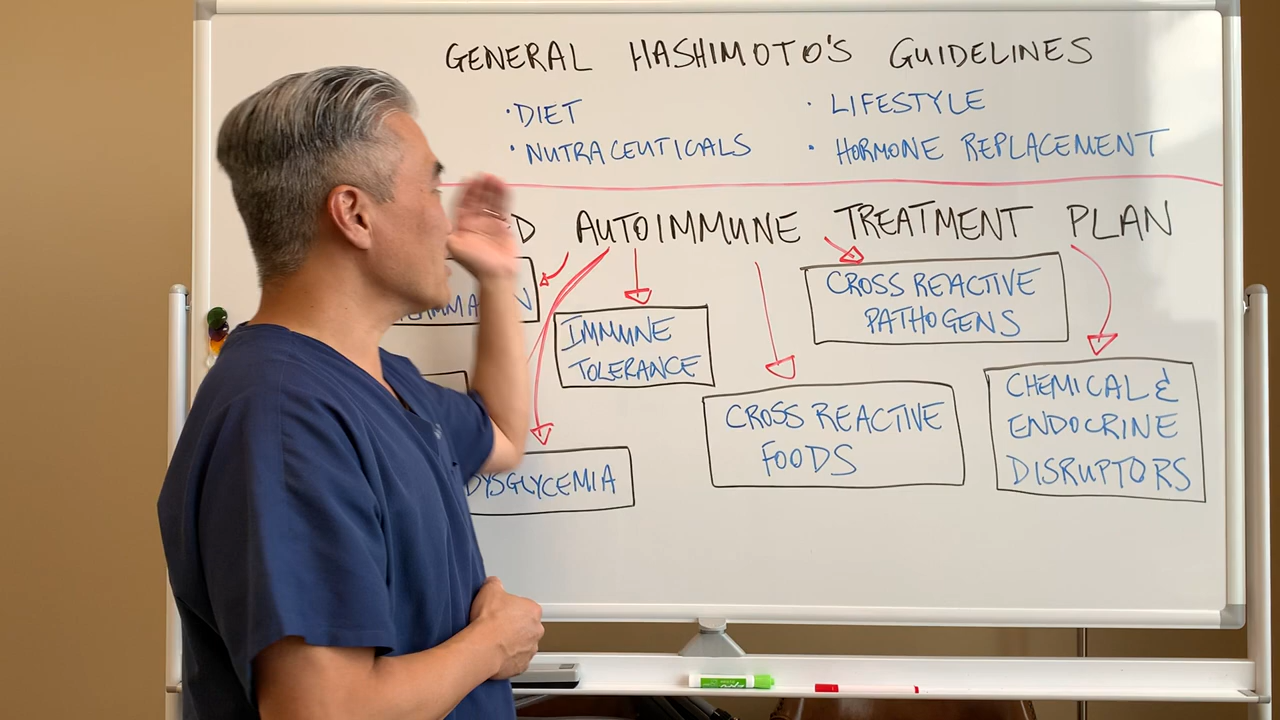 GENERAL HASHIMOTO'S GUIDELINES
• DIET
• LIFESTYLE
• NUTRACEUTICALS
• HORMONE REPLACEMENT
AUTOIMMUNE TREATMENT PLAN
CROSS REACTIVE
PATHOGENS
IMMUNE
TOLERANCE
CHEMICAL &
ENDOCRINE
DISRUPTORS
CROSS REACTIVE
FOODS
DYSGLYCEMIA